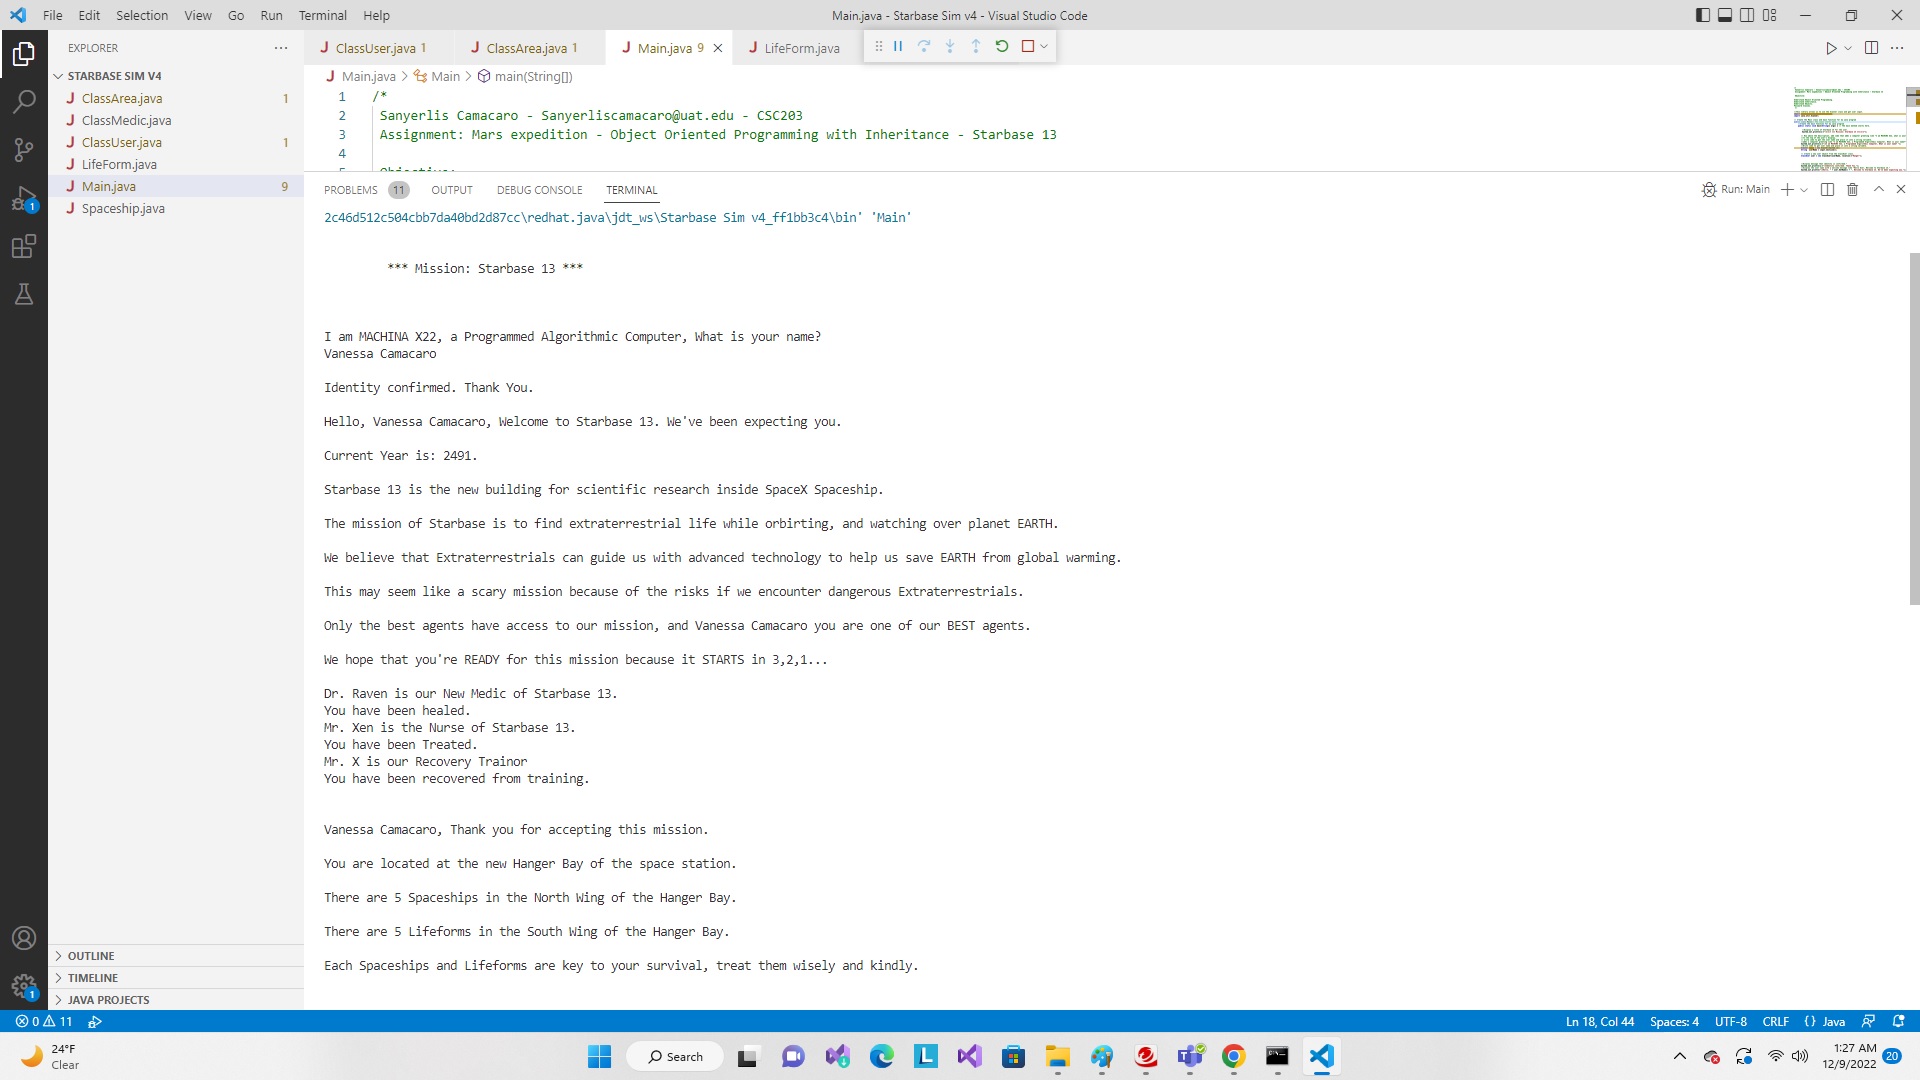 File Edit Selection View Go Run Terminal Help
Main.java - Starbase Sim v4 - Visual Studio Code
EXPLORER
ClassUser.java 1
ClassArea.java 1
Main.java 9
LifeForm.java
STARBASE SIM V4
ClassArea.java 1
ClassMedic.java
ClassUser.java 1
LifeForm.java
Main.java 9
Spaceship.java
OUTLINE
TIMELINE
JAVA PROJECTS
Main.java > Main > main(String[])
1 /*
2 Sanyerlis Camacaro - Sanyerliscamacaro@uat.edu - CSC203
3 Assignment: Mars expedition - Object Oriented Programming with Inheritance - Starbase 13
4
PROBLEMS 11 OUTPUT DEBUG CONSOLE TERMINAL
Run: Main
2c46d512c504cbb7da40bd2d87cc\redhat.java\jdt_ws\Starbase Sim v4_ff1bb3c4\bin' 'Main'
*** Mission: Starbase 13 ***
I am MACHINA X22, a Programmed Algorithmic Computer, What is your name?
Vanessa Camacaro
Identity confirmed. Thank You.
Hello, Vanessa Camacaro, Welcome to Starbase 13. We've been expecting you.
Current Year is: 2491.
Starbase 13 is the new building for scientific research inside SpaceX Spaceship.
The mission of Starbase is to find extraterrestrial life while orbirting, and watching over planet EARTH.
We believe that Extraterrestrials can guide us with advanced technology to help us save EARTH from global warming.
This may seem like a scary mission because of the risks if we encounter dangerous Extraterrestrials.
Only the best agents have access to our mission, and Vanessa Camacaro you are one of our BEST agents.
We hope that you're READY for this mission because it STARTS in 3,2,1...
Dr. Raven is our New Medic of Starbase 13.
You have been healed.
Mr. Xen is the Nurse of Starbase 13.
You have been Treated.
Mr. X is our Recovery Trainor
You have been recovered from training.
Vanessa Camacaro, Thank you for accepting this mission.
You are located at the new Hanger Bay of the space station.
There are 5 Spaceships in the North Wing of the Hanger Bay.
There are 5 Lifeforms in the South Wing of the Hanger Bay.
Each Spaceships and Lifeforms are key to your survival, treat them wisely and kindly.
0 11
Ln 18, Col 44 Spaces: 4 UTF-8 CRLF {} Java
24°F
Clear
Search
1:27 AM
12/9/2022
20